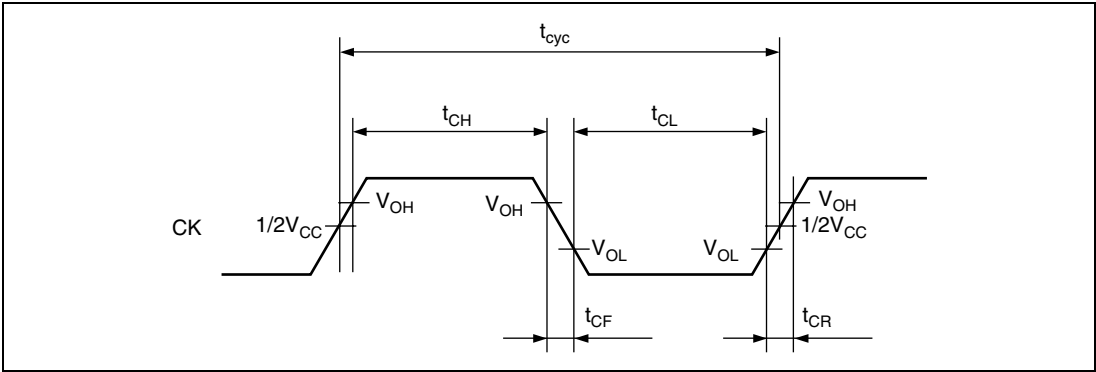 tcyc
tCH
tCL
VOH
VOH
VOH
CK
1/2VCC
1/2VCC
VOL
VOL
tCF
tCR